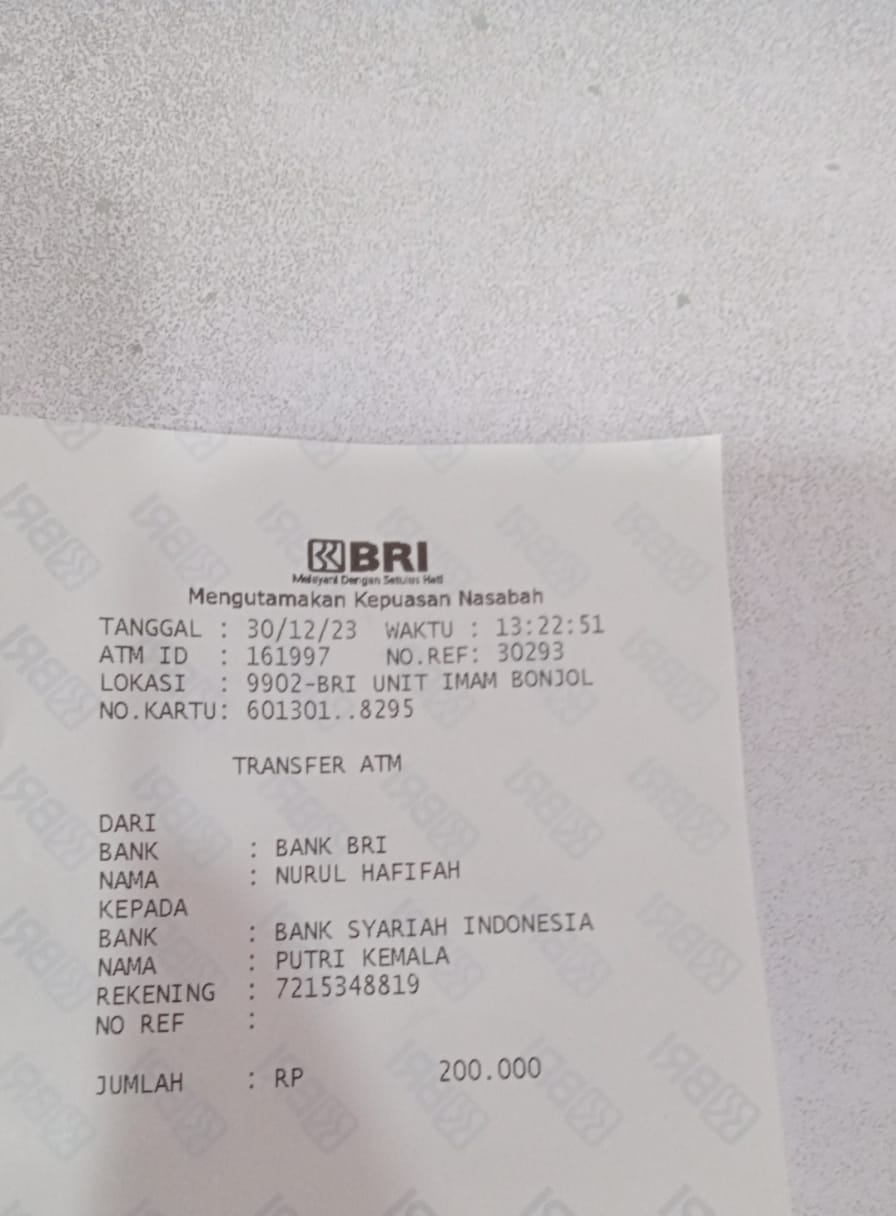 BRI
Melayani Dengan Setulus Hati
Mengutamakan Kepuasan Nasabah
TANGGAL : 30/12/23 WAKTU : 13:22:51
ATM ID : 161997 NO.REF: 30293
LOKASI : 9902-BRI UNIT IMAM BONJOL
NO.KARTU: 601301..8295
TRANSFER ATM
DARI
BANK : BANK BRI
NAMA : NURUL HAFIFAH
KEPADA
BANK : BANK SYARIAH INDONESIA
NAMA : PUTRI KEMALA
REKENING : 7215348819
NO REF :
JUMLAH : RP 200.000